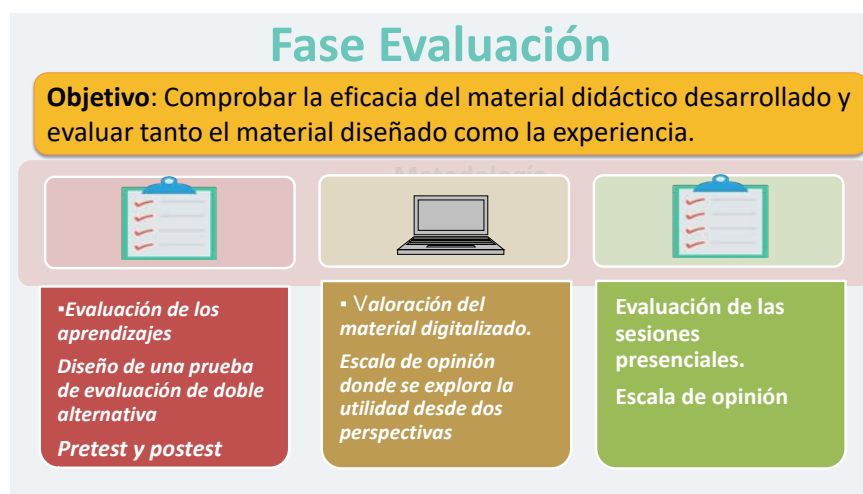 Fase Evaluación
Objetivo: Comprobar la eficacia del material didáctico desarrollado y
evaluar tanto el material diseñado como la experiencia.
Metodología
▪Evaluación de los
aprendizajes
Diseño de una prueba
de evaluación de doble
alternativa
Pretest y postest
▪ Valoración del
material digitalizado.
Escala de opinión
donde se explora la
utilidad desde dos
perspectivas
Evaluación de las
sesiones
presenciales.
Escala de opinión